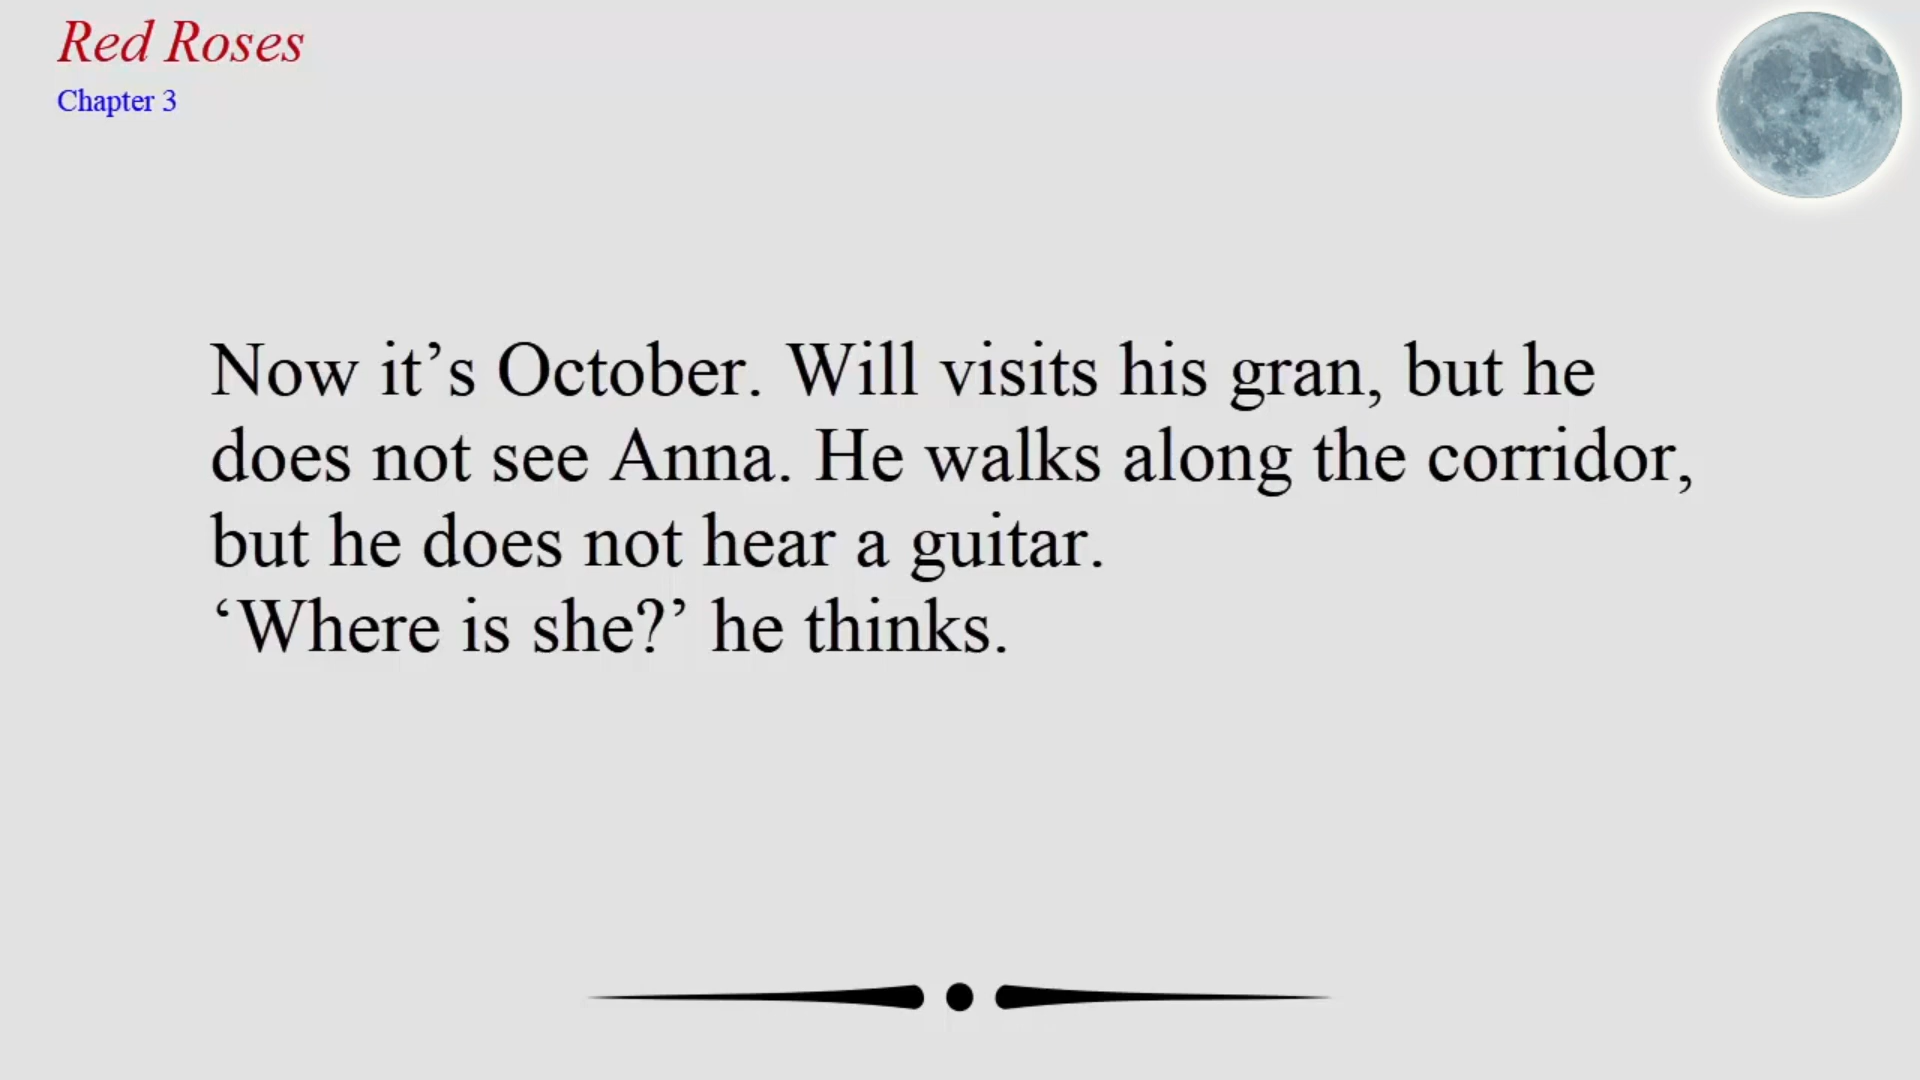 Red Roses
Chapter 3
Now it’s October. Will visits his gran, but he
does not see Anna. He walks along the corridor,
but he does not hear a guitar.
‘Where is she?’ he thinks.